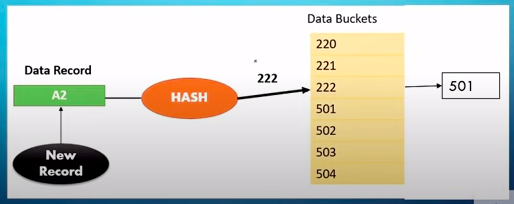 Data Buckets
Data Record
A2
HASH
222
New
Record
220
221
222
501
502
503
504
501